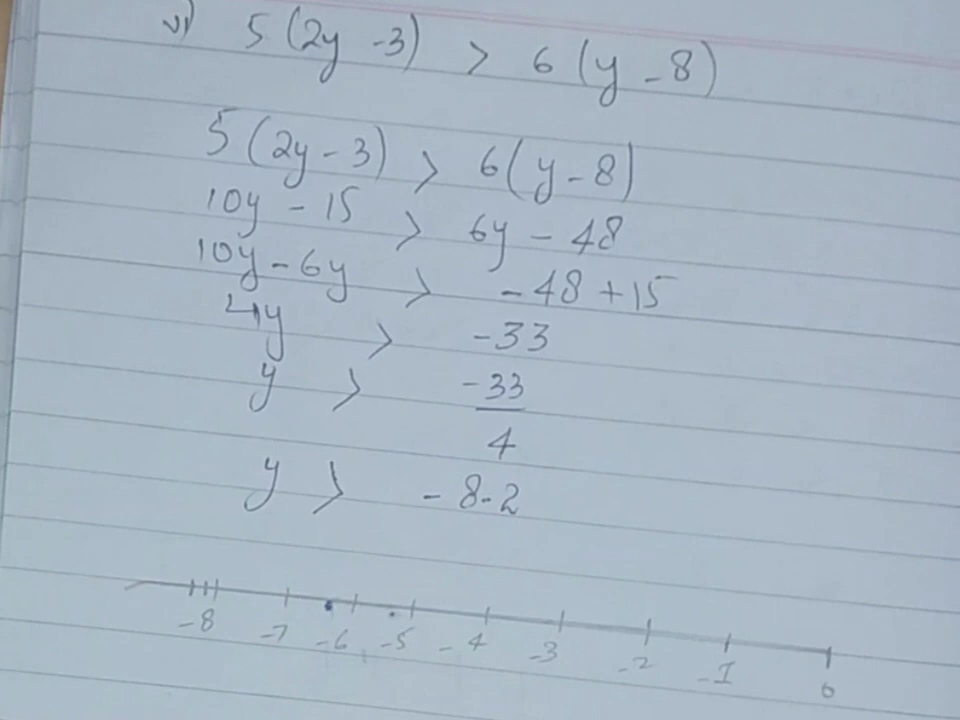 vi) 5 (2y - 3) > 6 (y - 8)
5 (2y - 3) > 6 (y - 8)
10y - 15 > 6y - 48
10y - 6y > - 48 + 15
4y > -33
y > -33
4
y > - 8.2
-8 -7 -6 -5 -4 -3 -2 -1 0